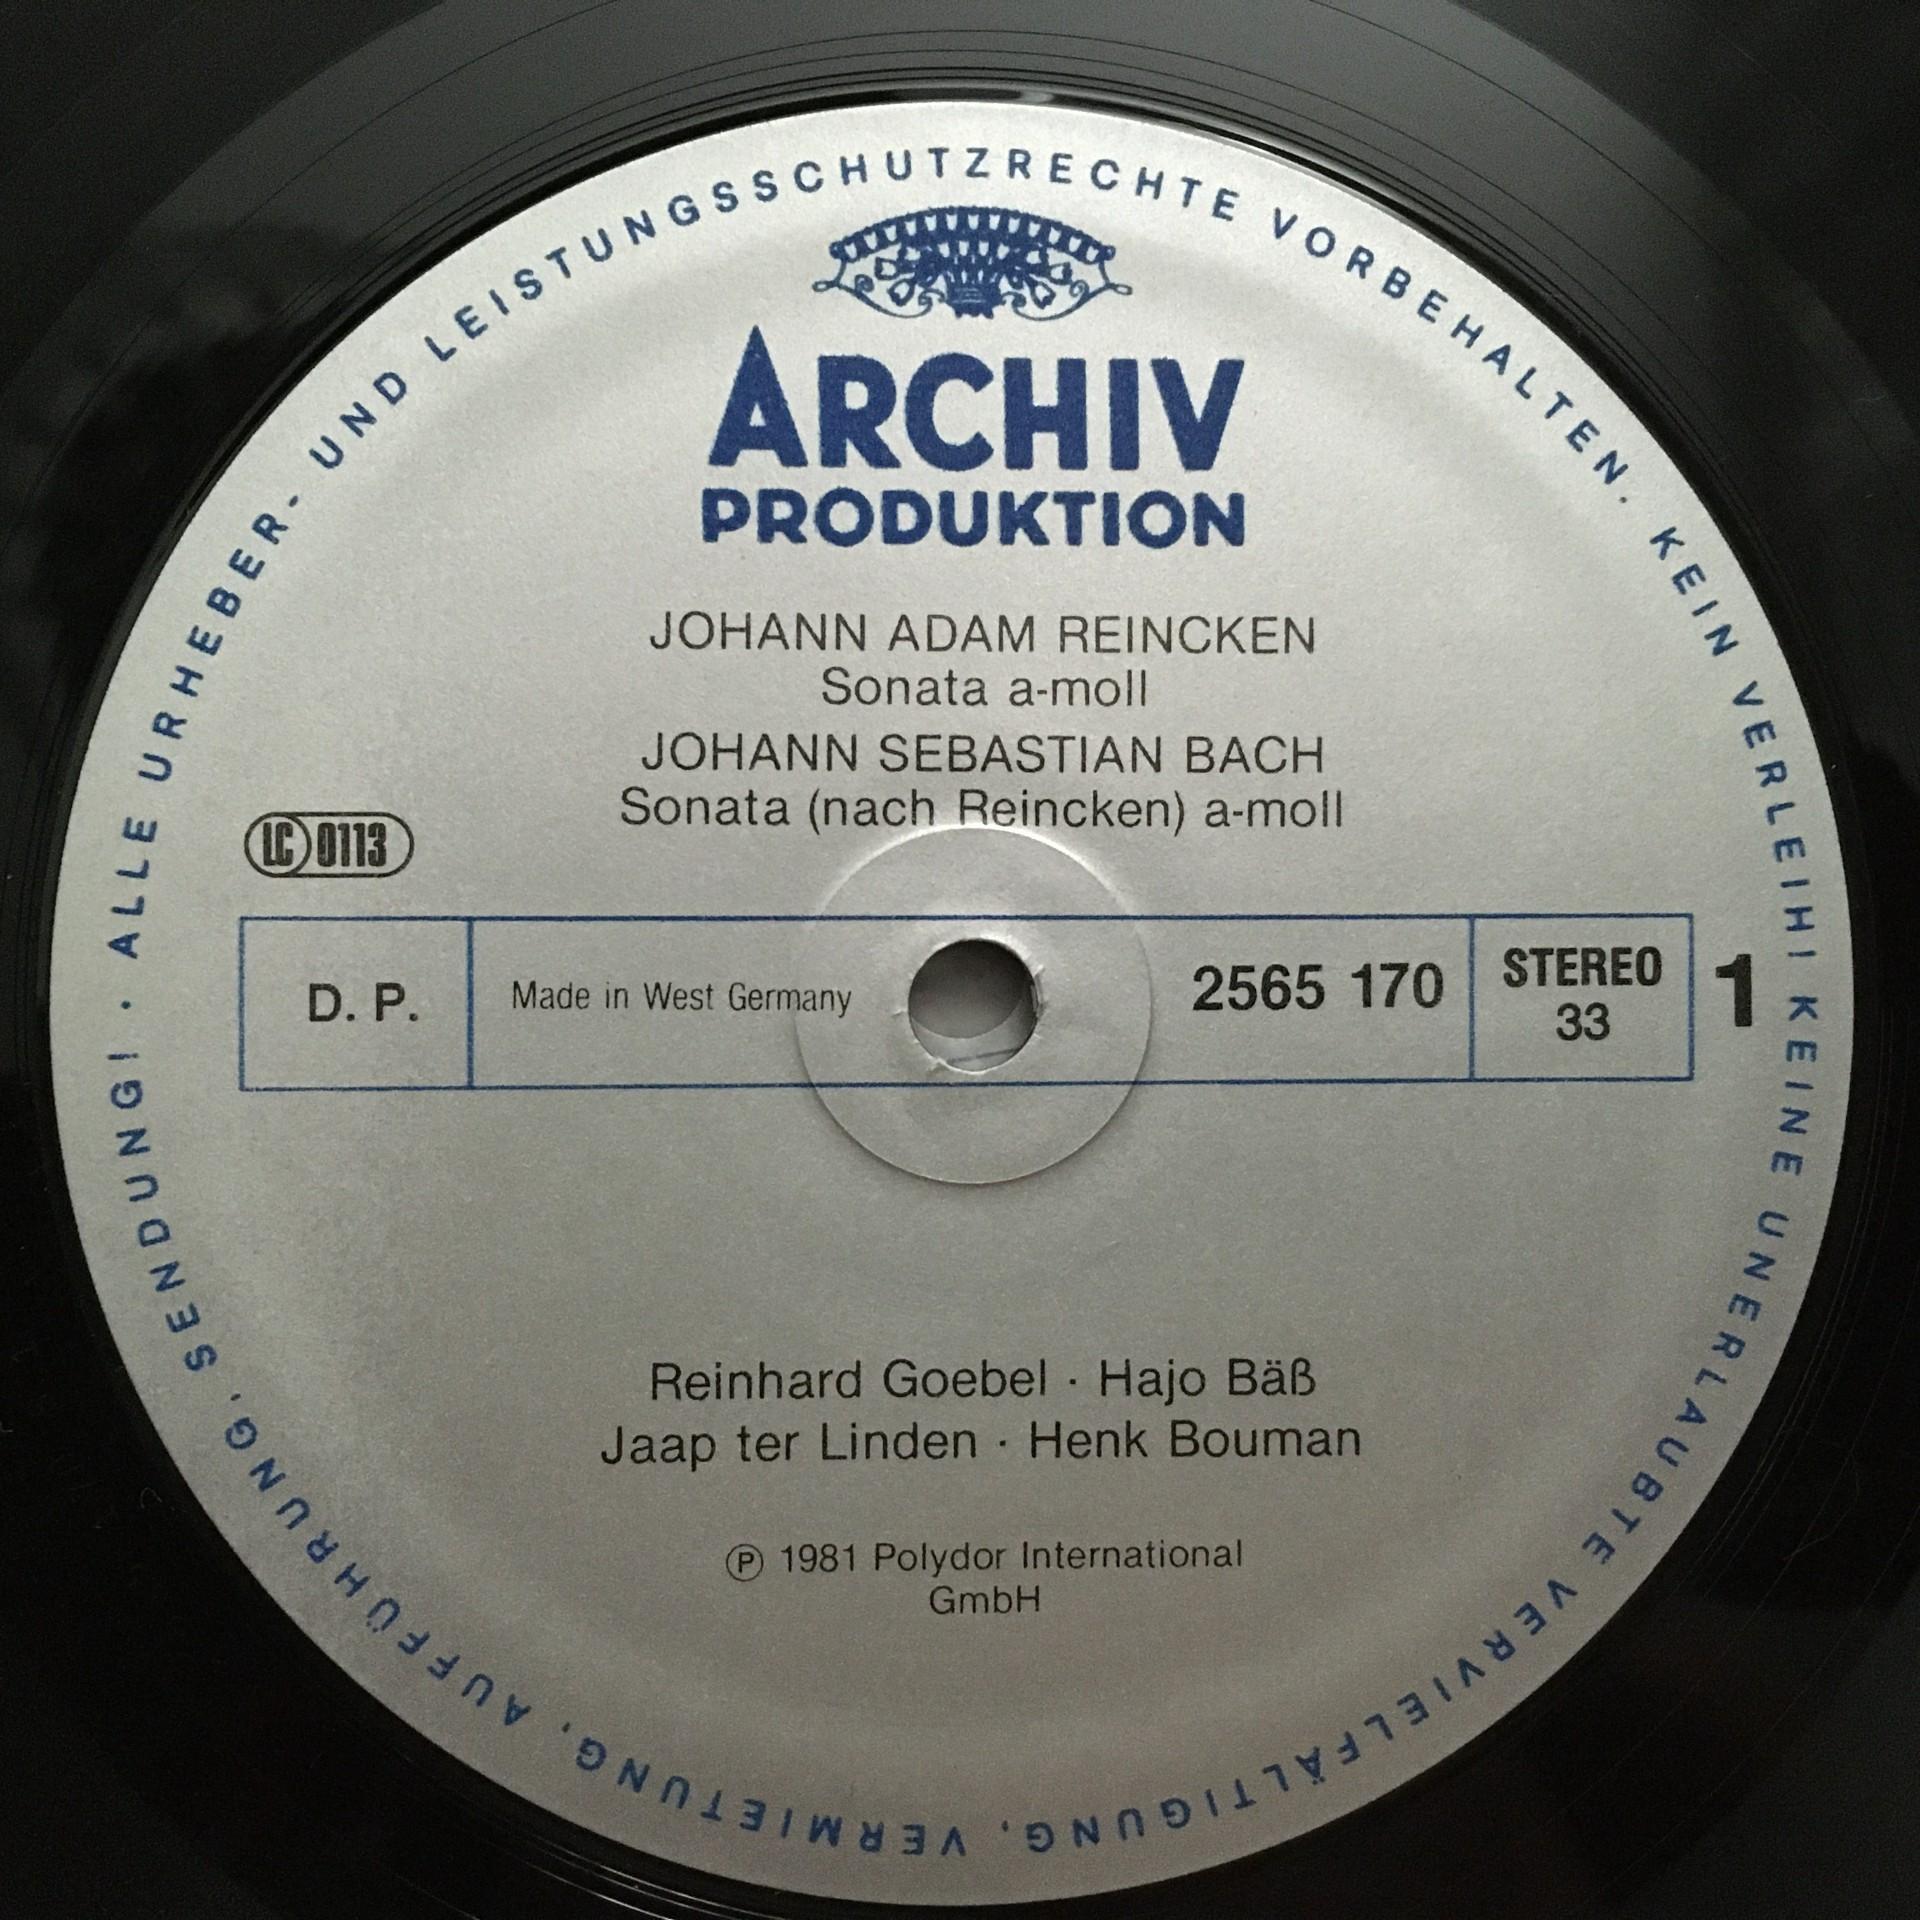 ALLE URHEBER- UND LEISTUNGSSCHUTZRECHTE VORBEHALTEN. KEIN VERLEIH! KEINE UNERLAUBTE VERVIELFÄLTIGUNG, VERMIETUNG, AUFFÜHRUNG, SENDUNG! ·
ARCHIV
PRODUKTION
JOHANN ADAM REINCKEN
Sonata a-moll
JOHANN SEBASTIAN BACH
Sonata (nach Reincken) a-moll
LC 0113
D. P. Made in West Germany 2565 170 STEREO 1
33
Reinhard Goebel · Hajo Bäß
Jaap ter Linden · Henk Bouman
℗ 1981 Polydor International
GmbH